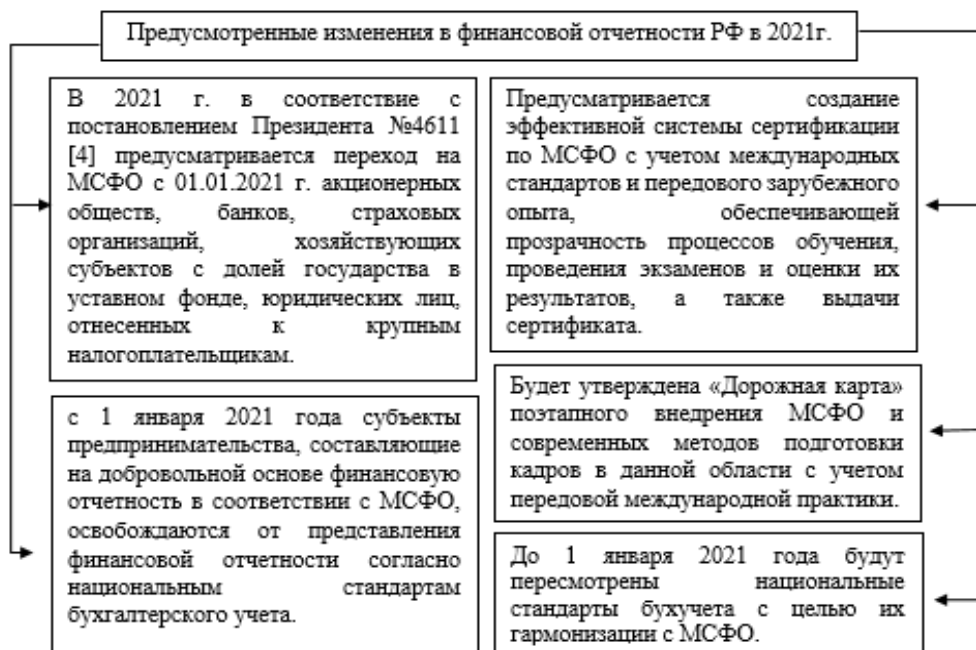 Предусмотренные изменения в финансовой отчетности РФ в 2021г.
В 2021 г. в соответствие с
постановлением Президента №4611
[4] предусматривается переход на
МСФО с 01.01.2021 г. акционерных
обществ, банков, страховых
организаций, хозяйствующих
субъектов с долей государства в
уставном фонде, юридических лиц,
отнесенных к крупным
налогоплательщикам.
с 1 января 2021 года субъекты
предпринимательства, составляющие
на добровольной основе финансовую
отчетность в соответствии с МСФО,
освобождаются от представления
финансовой отчетности согласно
национальным стандартам
бухгалтерского учета.
Предусматривается создание
эффективной системы сертификации
по МСФО с учетом международных
стандартов и передового зарубежного
опыта, обеспечивающей
прозрачность процессов обучения,
проведения экзаменов и оценки их
результатов, а также выдачи
сертификата.
Будет утверждена «Дорожная карта»
поэтапного внедрения МСФО и
современных методов подготовки
кадров в данной области с учетом
передовой международной практики.
До 1 января 2021 года будут
пересмотрены национальные
стандарты бухучета с целью их
гармонизации с МСФО.